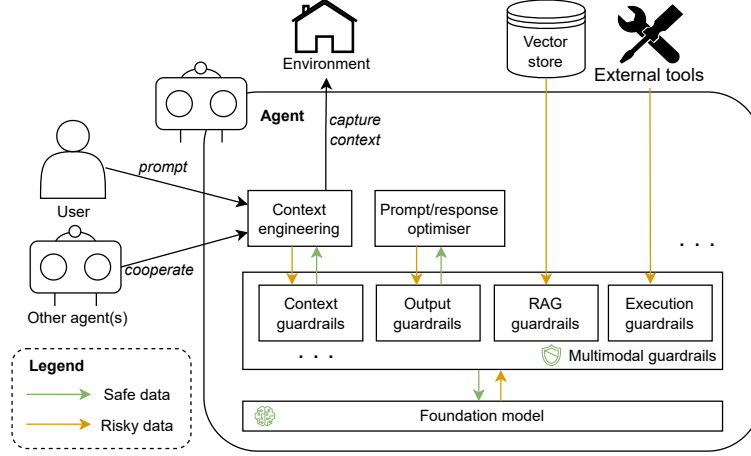 Environment
Vector
store
External tools
Agent
capture
context
prompt
User
Context
engineering
Prompt/response
optimiser
. . .
cooperate
Other agent(s)
Context
guardrails
Output
guardrails
RAG
guardrails
Execution
guardrails
. . .
Multimodal guardrails
Legend
Safe data
Risky data
Foundation model